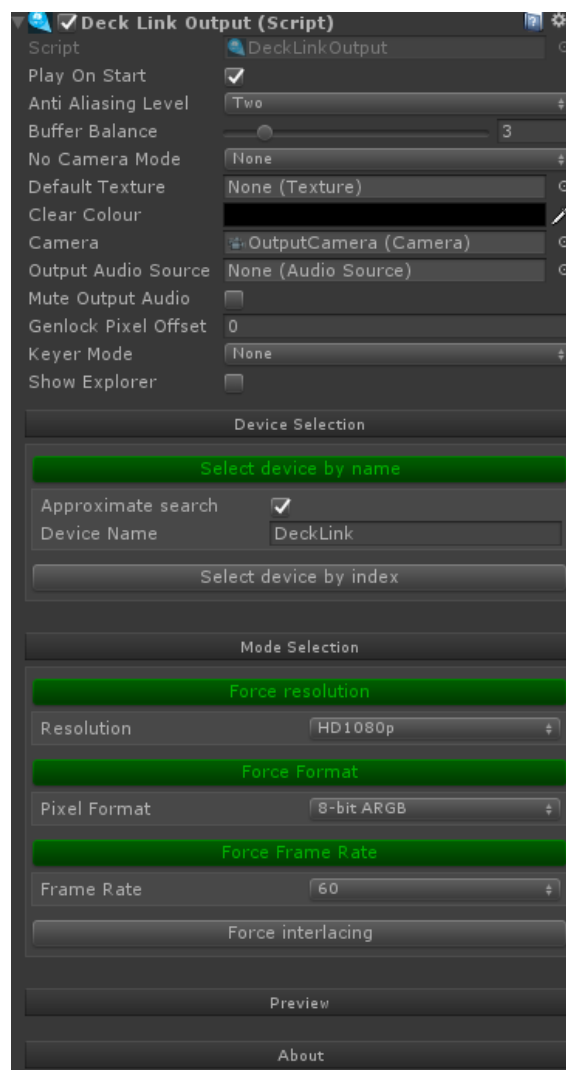 Deck Link Output (Script)
Script DeckLinkOutput
Play On Start
Anti Aliasing Level Two
Buffer Balance 3
No Camera Mode None
Default Texture None (Texture)
Clear Colour
Camera OutputCamera (Camera)
Output Audio Source None (Audio Source)
Mute Output Audio
Genlock Pixel Offset 0
Keyer Mode None
Show Explorer
Device Selection
Select device by name
Approximate search
Device Name DeckLink
Select device by index
Mode Selection
Force resolution
Resolution HD1080p
Force Format
Pixel Format 8-bit ARGB
Force Frame Rate
Frame Rate 60
Force interlacing
Preview
About